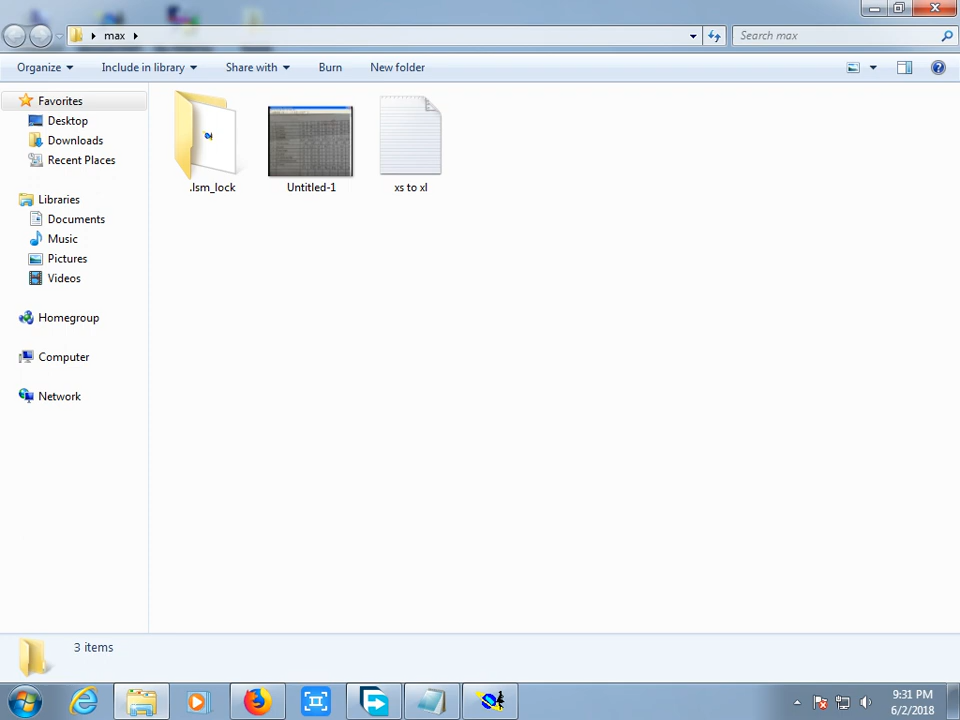 max
Search max
Organize
Include in library
Share with
Burn
New folder
Favorites
Desktop
Downloads
Recent Places
Libraries
Documents
Music
Pictures
Videos
Homegroup
Computer
Network
.lsm_lock
Untitled-1
xs to xl
3 items
9:31 PM
6/2/2018